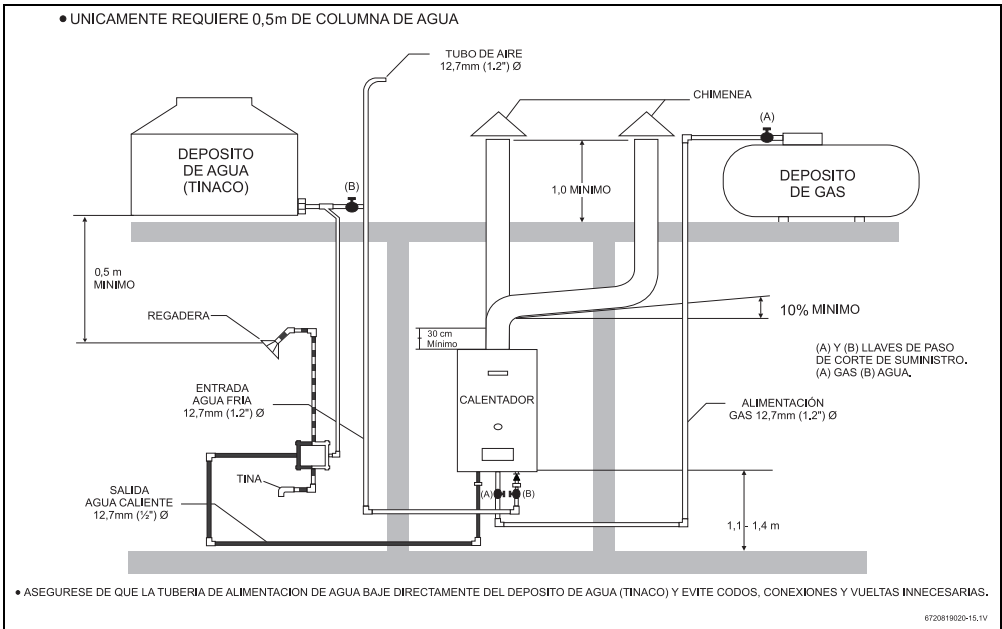 • UNICAMENTE REQUIERE 0,5m DE COLUMNA DE AGUA
TUBO DE AIRE
12,7mm (1.2") Ø
CHIMENEA
(A)
DEPOSITO
DE AGUA
(TINACO)
(B)
1,0 MINIMO
DEPOSITO
DE GAS
0,5 m
MINIMO
10% MINIMO
REGADERA
30 cm
Mínimo
(A) Y (B) LLAVES DE PASO
DE CORTE DE SUMINISTRO.
(A) GAS (B) AGUA.
ENTRADA
AGUA FRIA
12,7mm (1.2") Ø
CALENTADOR
ALIMENTACIÓN
GAS 12,7mm (1.2") Ø
TINA
SALIDA
AGUA CALIENTE
12,7mm (½") Ø
(A)
(B)
1,1 - 1,4 m
• ASEGURESE DE QUE LA TUBERIA DE ALIMENTACION DE AGUA BAJE DIRECTAMENTE DEL DEPOSITO DE AGUA (TINACO) Y EVITE CODOS, CONEXIONES Y VUELTAS INNECESARIAS.
6720819020-15.1V